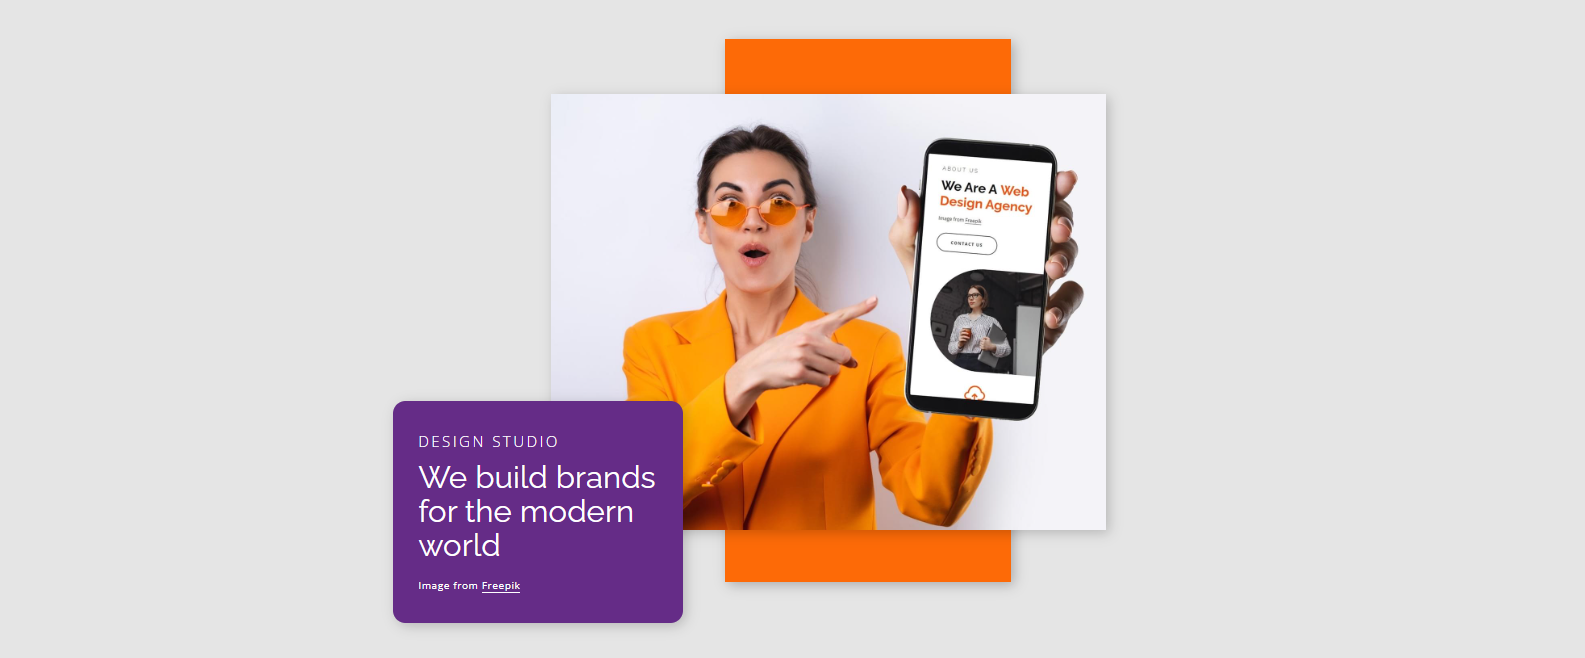 ABOUT US
We Are A Web
Design Agency
Image from Freepik
CONTACT US
DESIGN STUDIO
We build brands
for the modern
world
Image from Freepik